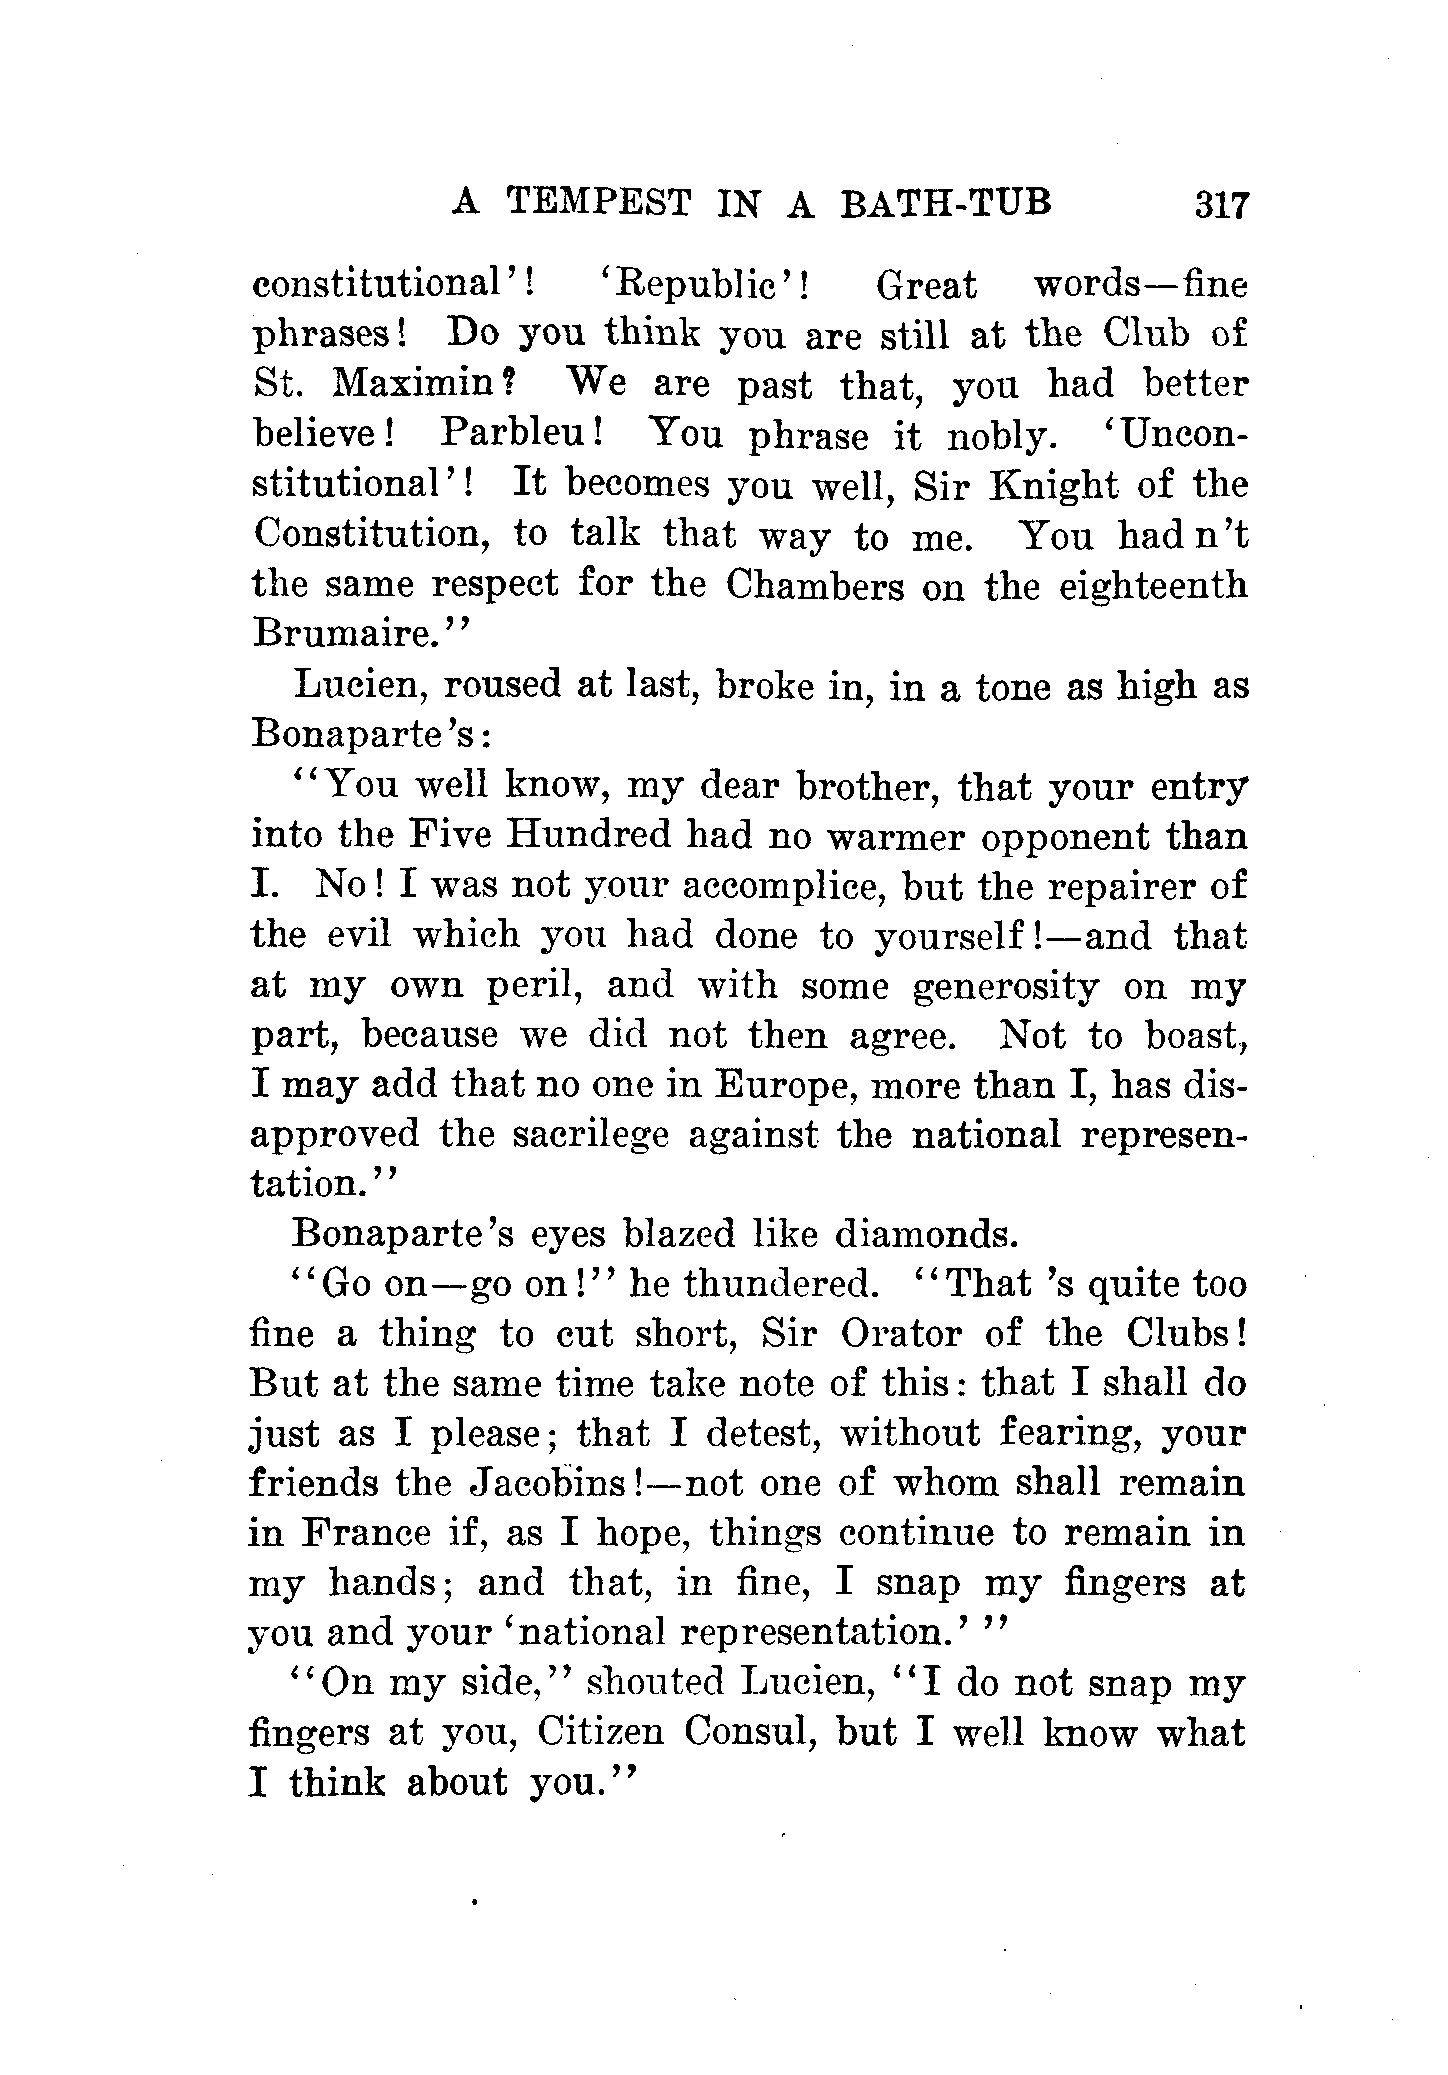 A TEMPEST IN A BATH-TUB 317
constitutional'! 'Republic'! Great words—fine
phrases! Do you think you are still at the Club of
St. Maximin? We are past that, you had better
believe! Parbleu! You phrase it nobly. 'Uncon-
stitutional'! It becomes you well, Sir Knight of the
Constitution, to talk that way to me. You had n't
the same respect for the Chambers on the eighteenth
Brumaire.''
Lucien, roused at last, broke in, in a tone as high as
Bonaparte's:
''You well know, my dear brother, that your entry
into the Five Hundred had no warmer opponent than
I. No! I was not your accomplice, but the repairer of
the evil which you had done to yourself!—and that
at my own peril, and with some generosity on my
part, because we did not then agree. Not to boast,
I may add that no one in Europe, more than I, has dis-
approved the sacrilege against the national represen-
tation.''
Bonaparte's eyes blazed like diamonds.
''Go on—go on!'' he thundered. ''That 's quite too
fine a thing to cut short, Sir Orator of the Clubs!
But at the same time take note of this: that I shall do
just as I please; that I detest, without fearing, your
friends the Jacobins!—not one of whom shall remain
in France if, as I hope, things continue to remain in
my hands; and that, in fine, I snap my fingers at
you and your 'national representation.' ''
''On my side,'' shouted Lucien, ''I do not snap my
fingers at you, Citizen Consul, but I well know what
I think about you.''